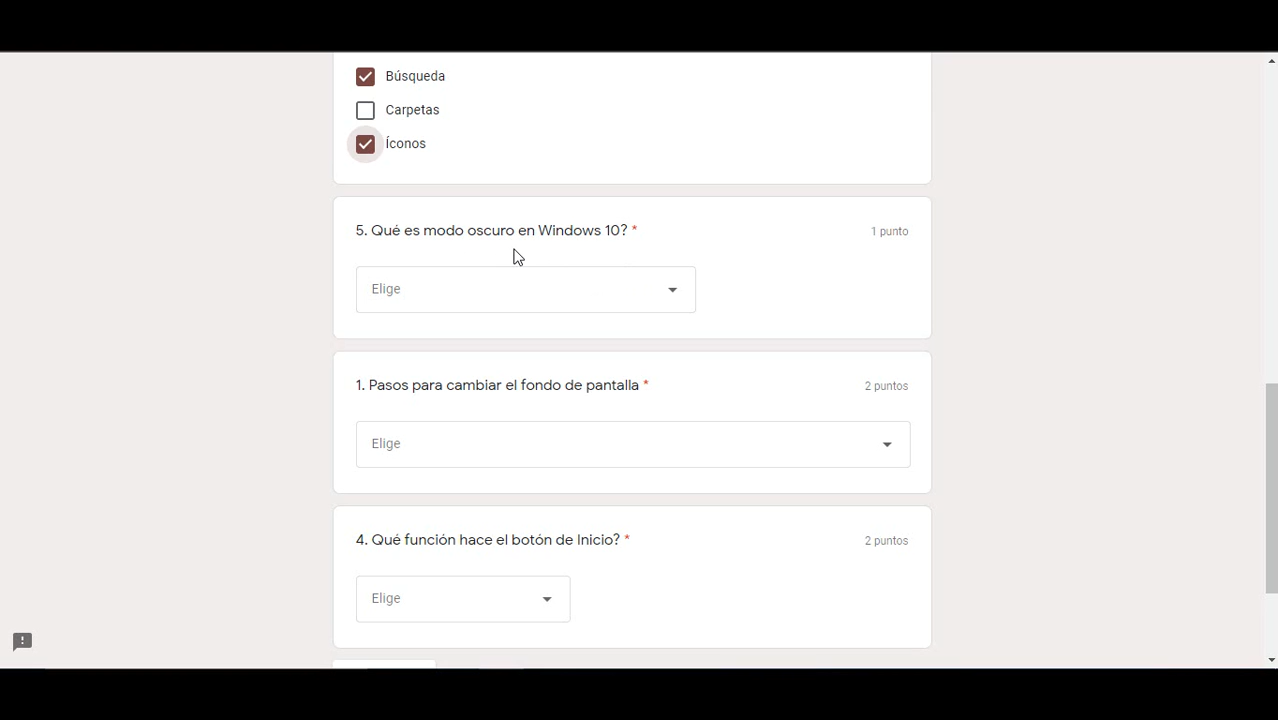 Búsqueda
Carpetas
Íconos
5. Qué es modo oscuro en Windows 10? *
1 punto
Elige
1. Pasos para cambiar el fondo de pantalla *
2 puntos
Elige
4. Qué función hace el botón de Inicio? *
2 puntos
Elige